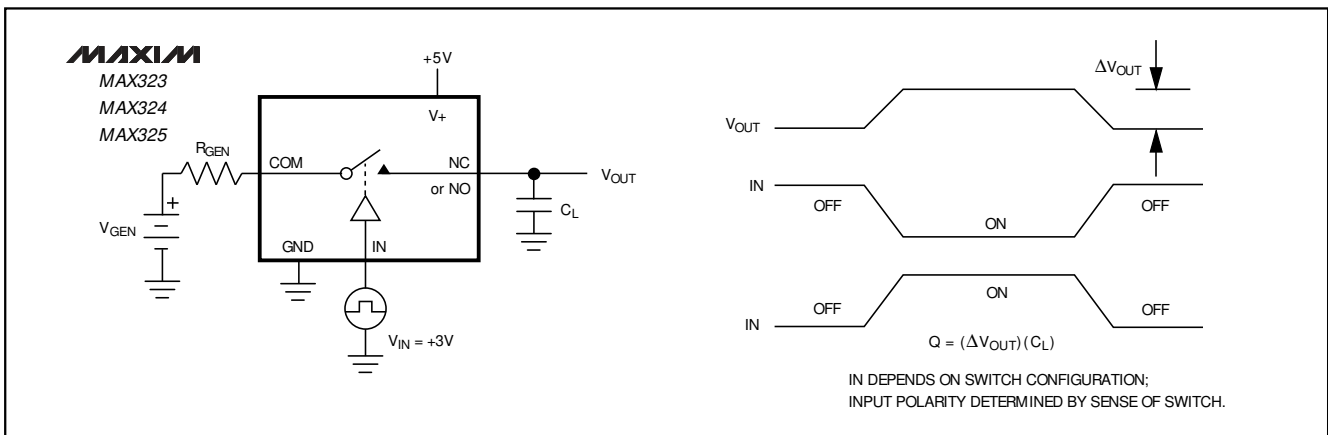 MAXIM
MAX323
MAX324
MAX325
+5V
V+
RGEN
COM
NC
or NO
VOUT
CL
+
VGEN
GND
IN
VIN = +3V
ΔVOUT
VOUT
IN
OFF
ON
OFF
IN
OFF
ON
OFF
Q = (ΔVOUT)(CL)
IN DEPENDS ON SWITCH CONFIGURATION;
INPUT POLARITY DETERMINED BY SENSE OF SWITCH.